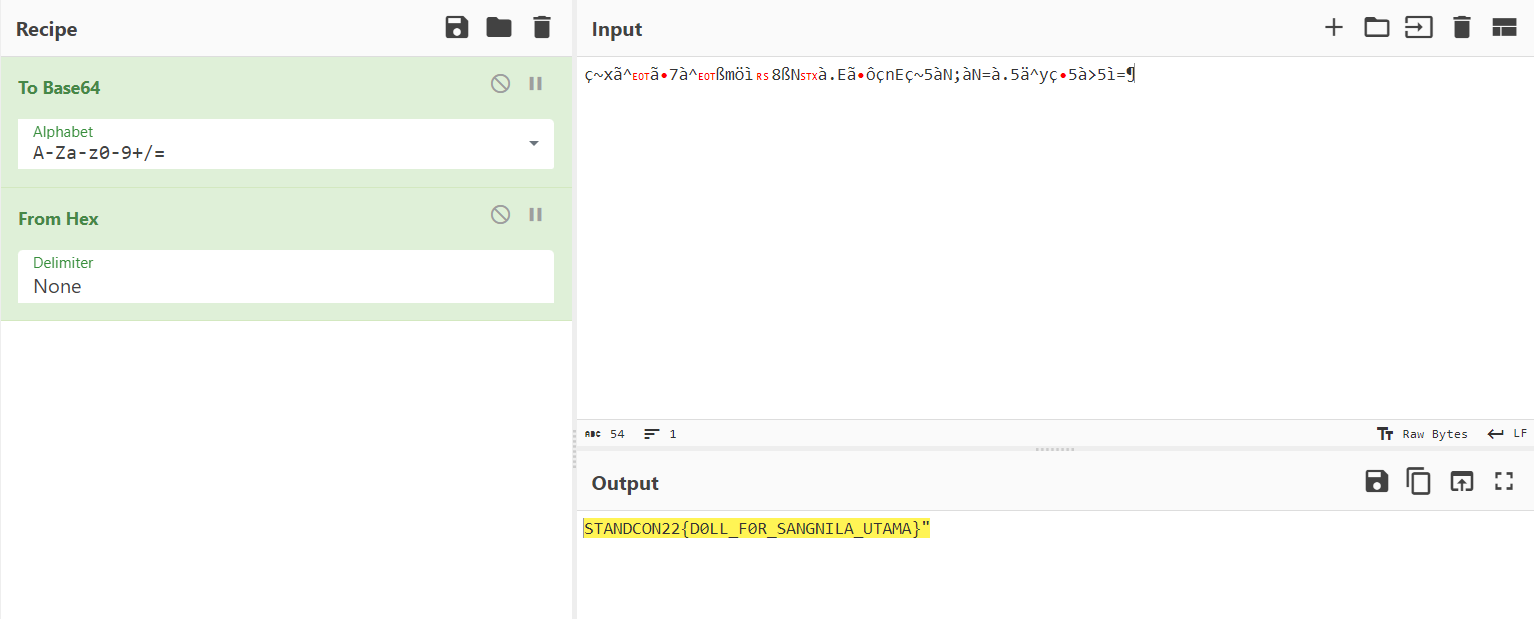 Recipe
To Base64
Alphabet
A-Za-z0-9+/=
From Hex
Delimiter
None
Input
ç~xã^EOTã•7à^EOTßmöìRS8ßNSTXà.Eã•ôçnEç~5àN;àN=à.5ä^yç•5à>5ì=¶
ABC 54 1 Raw Bytes LF
Output
STANDCON22{D0LL_F0R_SANGNILA_UTAMA}"